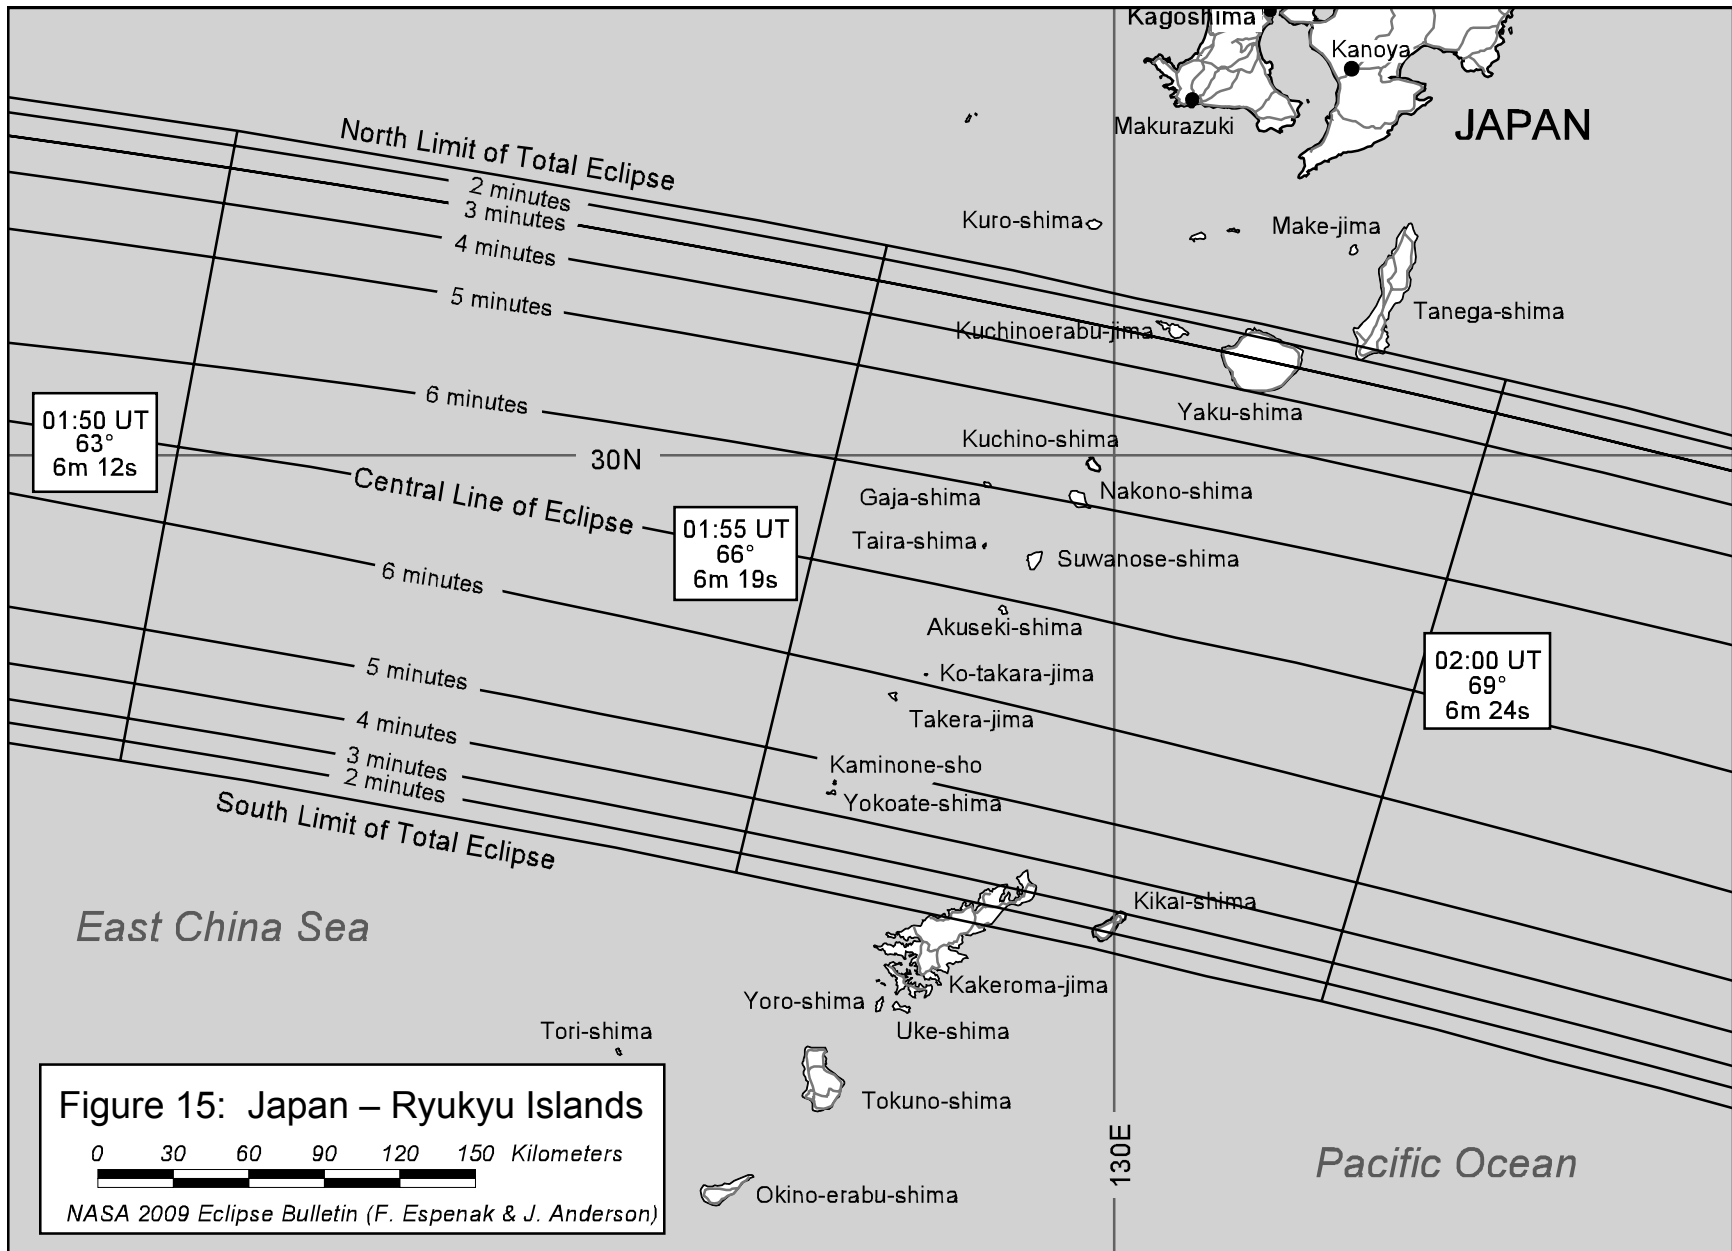 Kagoshima
Kanoya
Makurazuki
JAPAN
North Limit of Total Eclipse
2 minutes
3 minutes
4 minutes
5 minutes
6 minutes
Kuro-shima
Make-jima
Tanega-shima
Kuchinoerabu-jima
Yaku-shima
01:50 UT
63°
6m 12s
30N
Central Line of Eclipse
Kuchino-shima
Gaja-shima
Nakono-shima
01:55 UT
66°
6m 19s
Taira-shima
Suwanose-shima
6 minutes
Akuseki-shima
5 minutes
Ko-takara-jima
02:00 UT
69°
6m 24s
4 minutes
Takera-jima
3 minutes
2 minutes
Kaminone-sho
Yokoate-shima
South Limit of Total Eclipse
East China Sea
Kikai-shima
Kakeroma-jima
Yoro-shima
Uke-shima
Tori-shima
Tokuno-shima
130E
Pacific Ocean
Okino-erabu-shima
Figure 15: Japan – Ryukyu Islands
0 30 60 90 120 150 Kilometers
NASA 2009 Eclipse Bulletin (F. Espenak & J. Anderson)